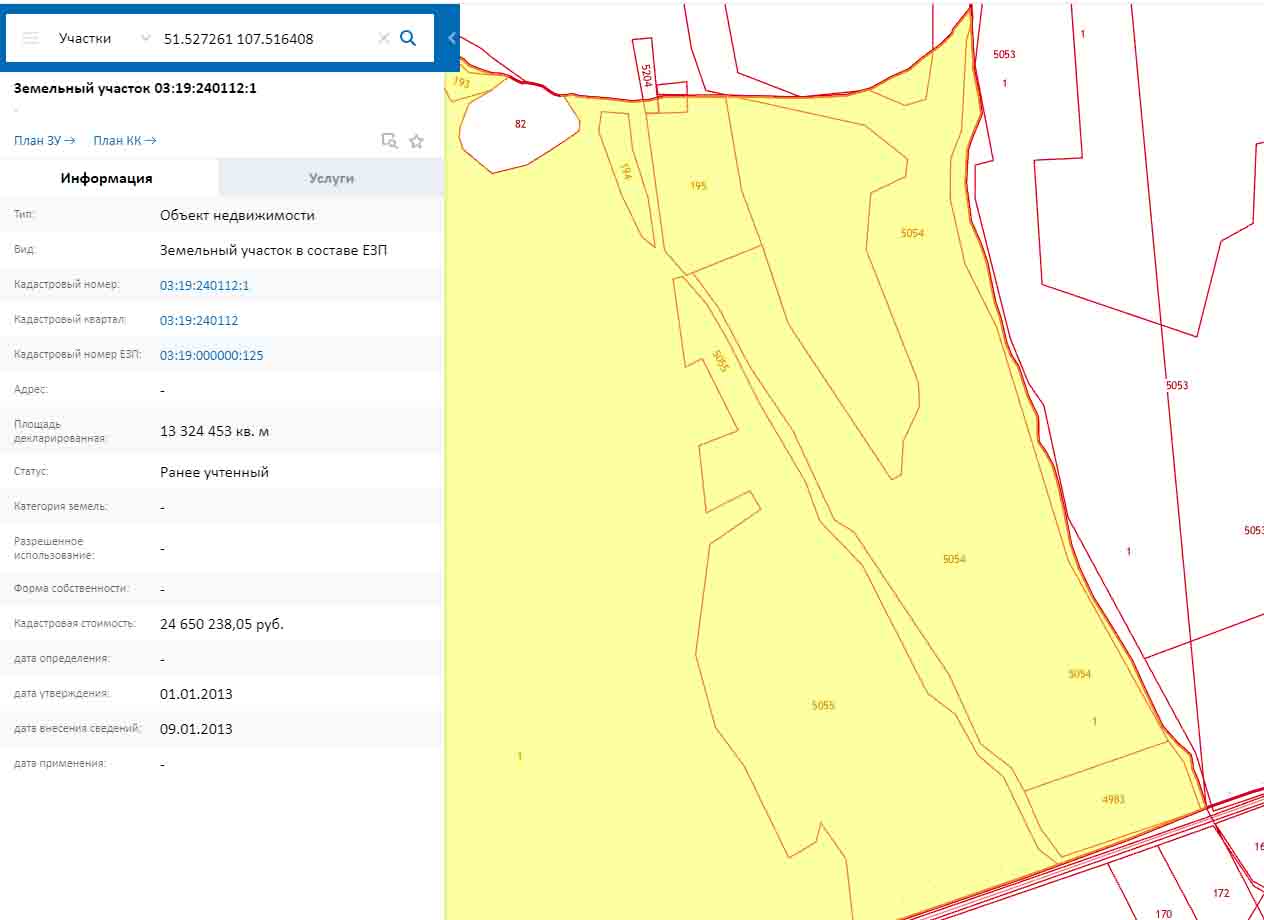 Участки 51.527261 107.516408
Земельный участок 03:19:240112:1
-
План ЗУ→ План КК→
Информация Услуги
Тип: Объект недвижимости
Вид: Земельный участок в составе ЕЗП
Кадастровый номер: 03:19:240112:1
Кадастровый квартал: 03:19:240112
Кадастровый номер ЕЗП: 03:19:000000:125
Адрес: -
Площадь
декларированная: 13 324 453 кв. м
Статус: Ранее учтенный
Категория земель: -
Разрешенное
использование: -
Форма собственности: -
Кадастровая стоимость: 24 650 238,05 руб.
дата определения: -
дата утверждения: 01.01.2013
дата внесения сведений: 09.01.2013
дата применения: -
193
82
5204
194
195
5054
5053
1
1
5055
5053
5053
1
5054
5054
1
5055
1
4983
16
172
170